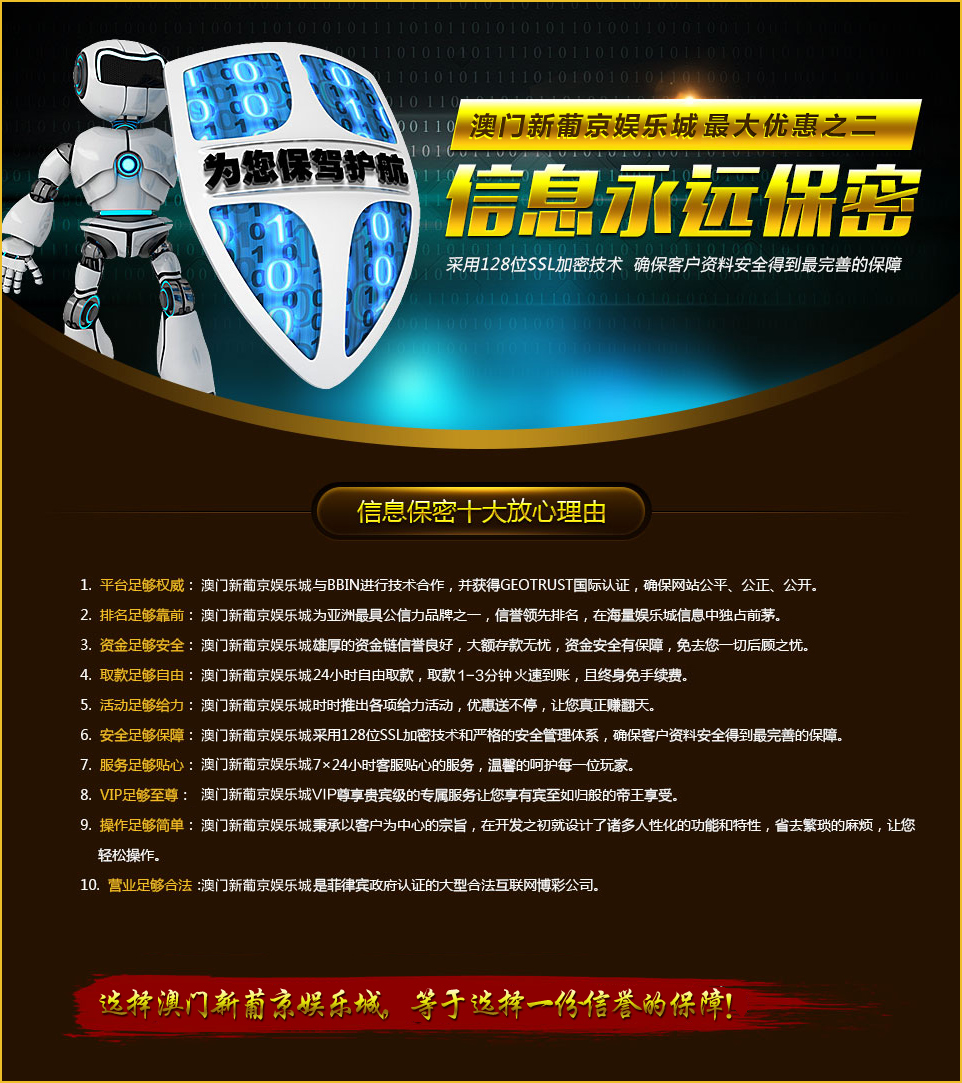 澳门新葡京娱乐城 最大优惠之二
为您保驾护航
信息永远保密
采用128位SSL加密技术 确保客户资料安全得到最完善的保障
信息保密十大放心理由
1. 平台足够权威：澳门新葡京娱乐城与BBIN进行技术合作，并获得GEOTRUST国际认证，确保网站公平、公正、公开。
2. 排名足够靠前：澳门新葡京娱乐城为亚洲最具公信力品牌之一，信誉领先排名，在海量娱乐城信息中独占前茅。
3. 资金足够安全：澳门新葡京娱乐城雄厚的资金链信誉良好，大额存款无忧，资金安全有保障，免去您一切后顾之忧。
4. 取款足够自由：澳门新葡京娱乐城24小时自由取款，取款1-3分钟火速到账，且终身免手续费。
5. 活动足够给力：澳门新葡京娱乐城时时推出各项给力活动，优惠送不停，让您真正赚翻天。
6. 安全足够保障：澳门新葡京娱乐城采用128位SSL加密技术和严格的安全管理体系，确保客户资料安全得到最完善的保障。
7. 服务足够贴心：澳门新葡京娱乐城7×24小时客服贴心的服务，温馨的呵护每一位玩家。
8. VIP足够至尊：澳门新葡京娱乐城VIP尊享贵宾级的专属服务让您享有宾至如归般的帝王享受。
9. 操作足够简单：澳门新葡京娱乐城秉承以客户为中心的宗旨，在开发之初就设计了诸多人性化的功能和特性，省去繁琐的麻烦，让您
轻松操作。
10. 营业足够合法：澳门新葡京娱乐城是菲律宾政府认证的大型合法互联网博彩公司。
选择澳门新葡京娱乐城。等于选择一份信誉的保障！